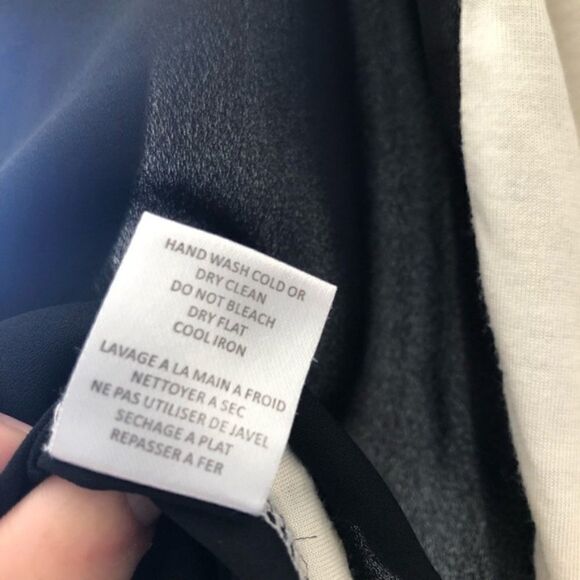 HAND WASH COLD OR
DRY CLEAN
DO NOT BLEACH
DRY FLAT
COOL IRON
LAVAGE A LA MAIN A FROID
NETTOYER A SEC
NE PAS UTILISER DE JAVEL
SECHAGE A PLAT
REPASSER A FER